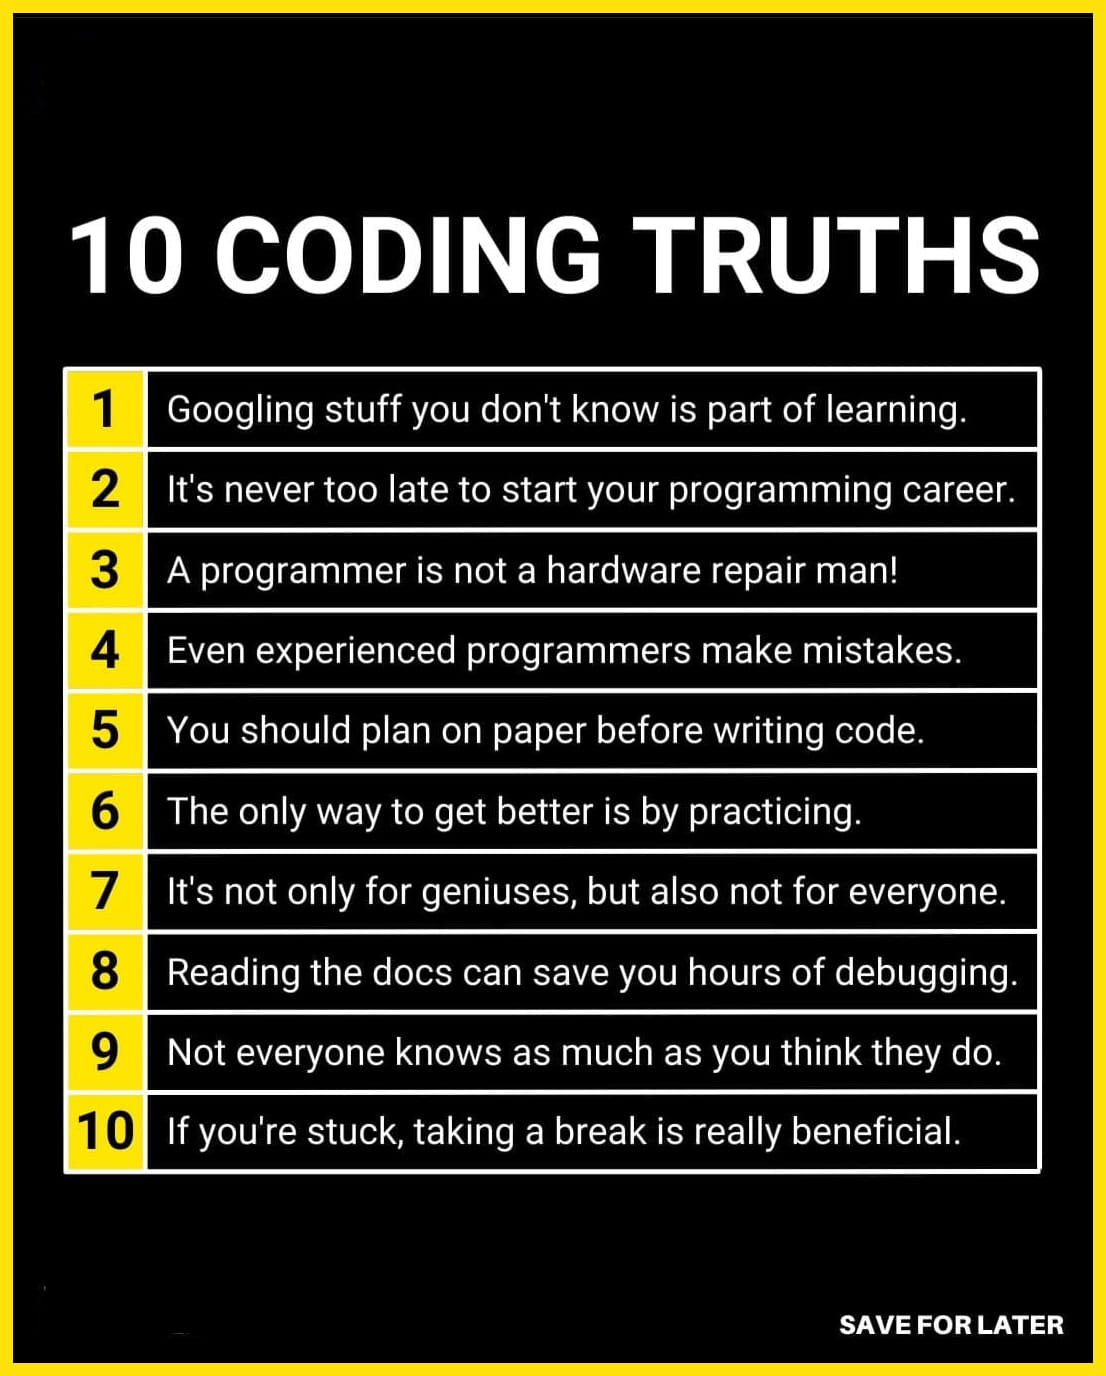 10 CODING TRUTHS
1 Googling stuff you don't know is part of learning.
2 It's never too late to start your programming career.
3 A programmer is not a hardware repair man!
4 Even experienced programmers make mistakes.
5 You should plan on paper before writing code.
6 The only way to get better is by practicing.
7 It's not only for geniuses, but also not for everyone.
8 Reading the docs can save you hours of debugging.
9 Not everyone knows as much as you think they do.
10 If you're stuck, taking a break is really beneficial.
SAVE FOR LATER